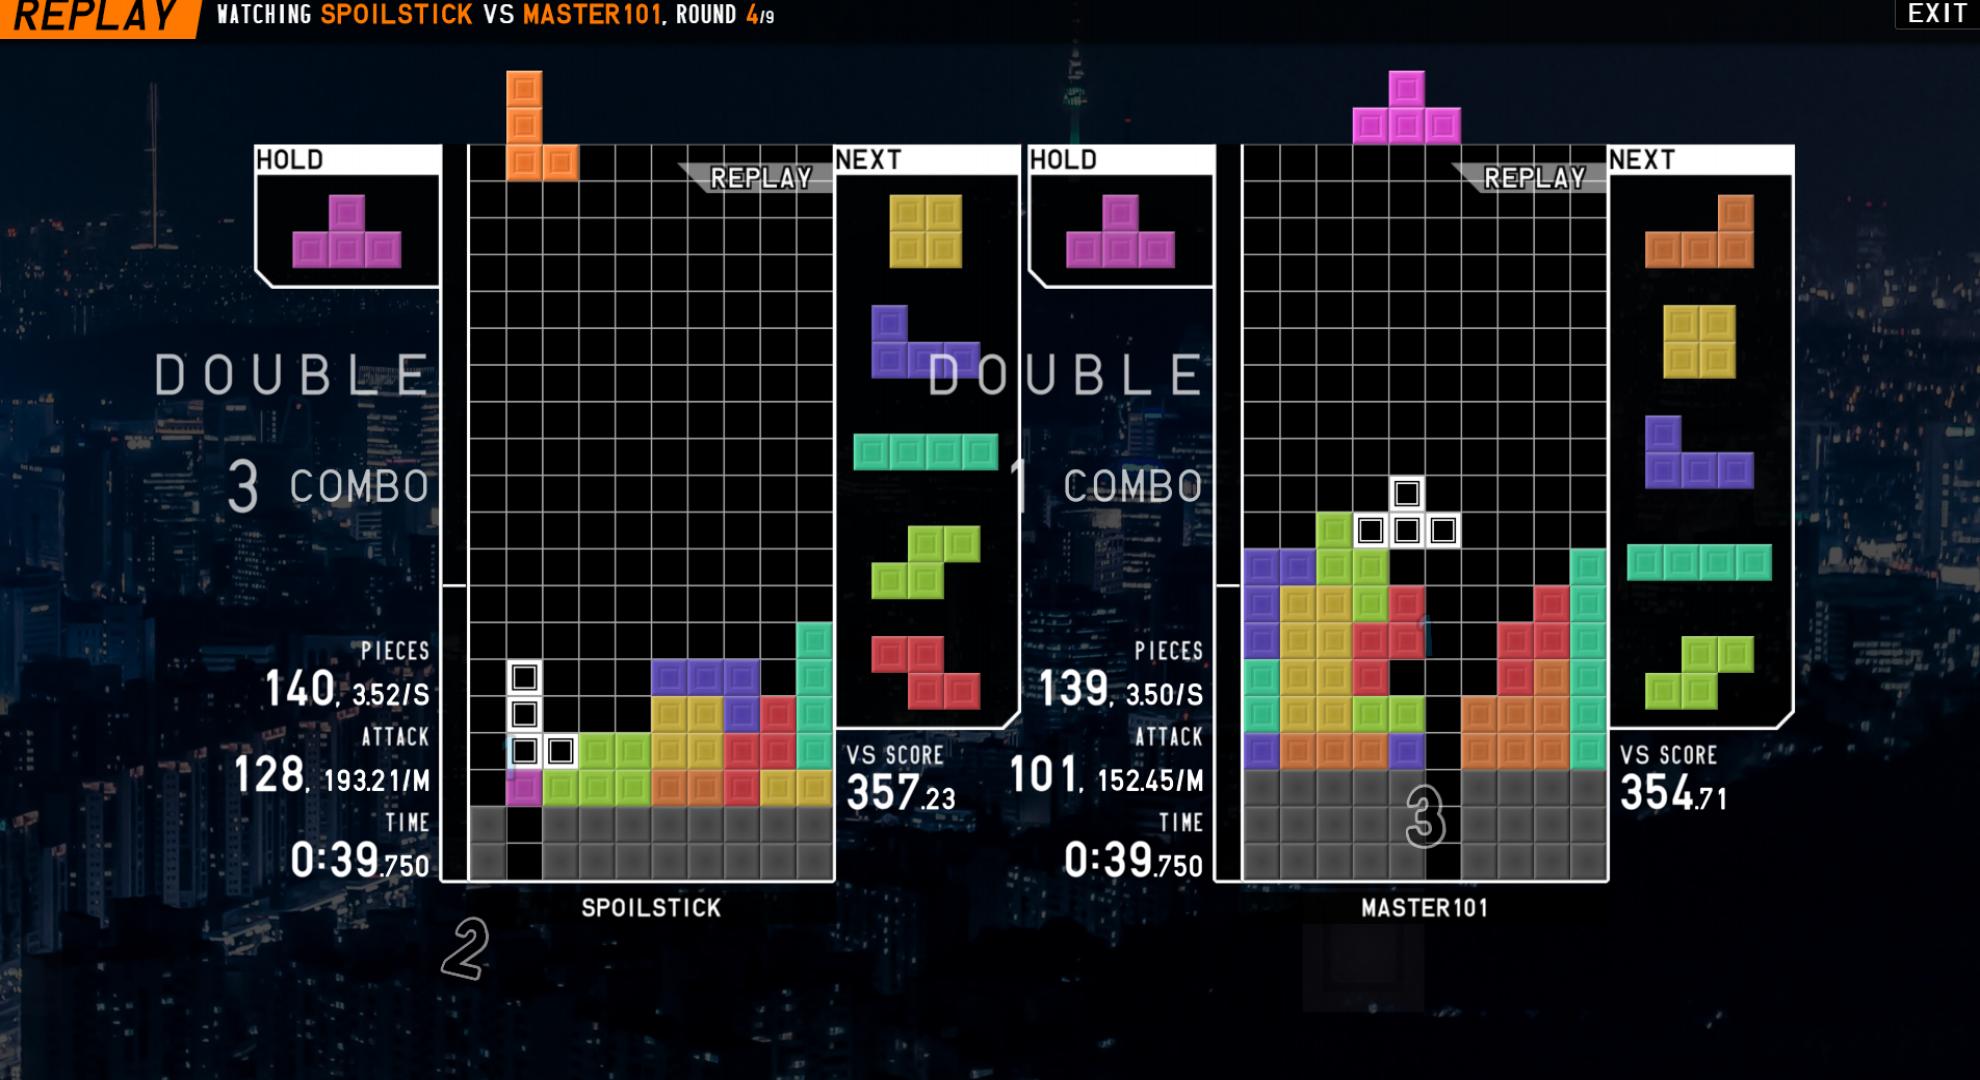 REPLAY
WATCHING SPOILSTICK VS MASTER101, ROUND 4/9
EXIT
HOLD
REPLAY
NEXT
DOUBLE
3 COMBO
PIECES
140, 3.52/S
ATTACK
128, 193.21/M
TIME
0:39.750
VS SCORE
357.23
SPOILSTICK
2
HOLD
REPLAY
NEXT
DOUBLE
1 COMBO
PIECES
139, 3.50/S
ATTACK
101, 152.45/M
TIME
0:39.750
3
VS SCORE
354.71
MASTER101